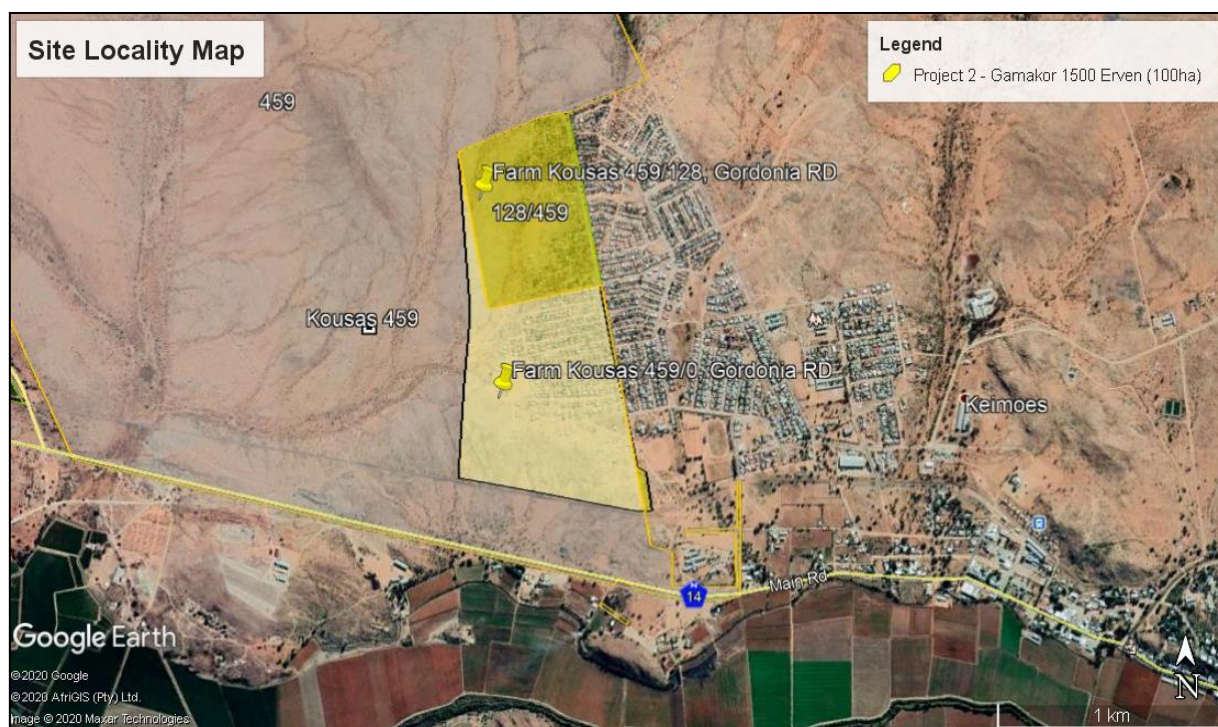 Site Locality Map
Legend
Project 2 - Gamakor 1500 Erven (100ha)
459
Farm Kousas 459/128, Gordonia RD
128/459
Kousas 459
Farm Kousas 459/0, Gordonia RD
Keimoes
N
14
Main Rd
Google Earth
©2020 Google
©2020 AfriGIS (Pty) Ltd.
Image © 2020 Maxar Technologies
N
1 km